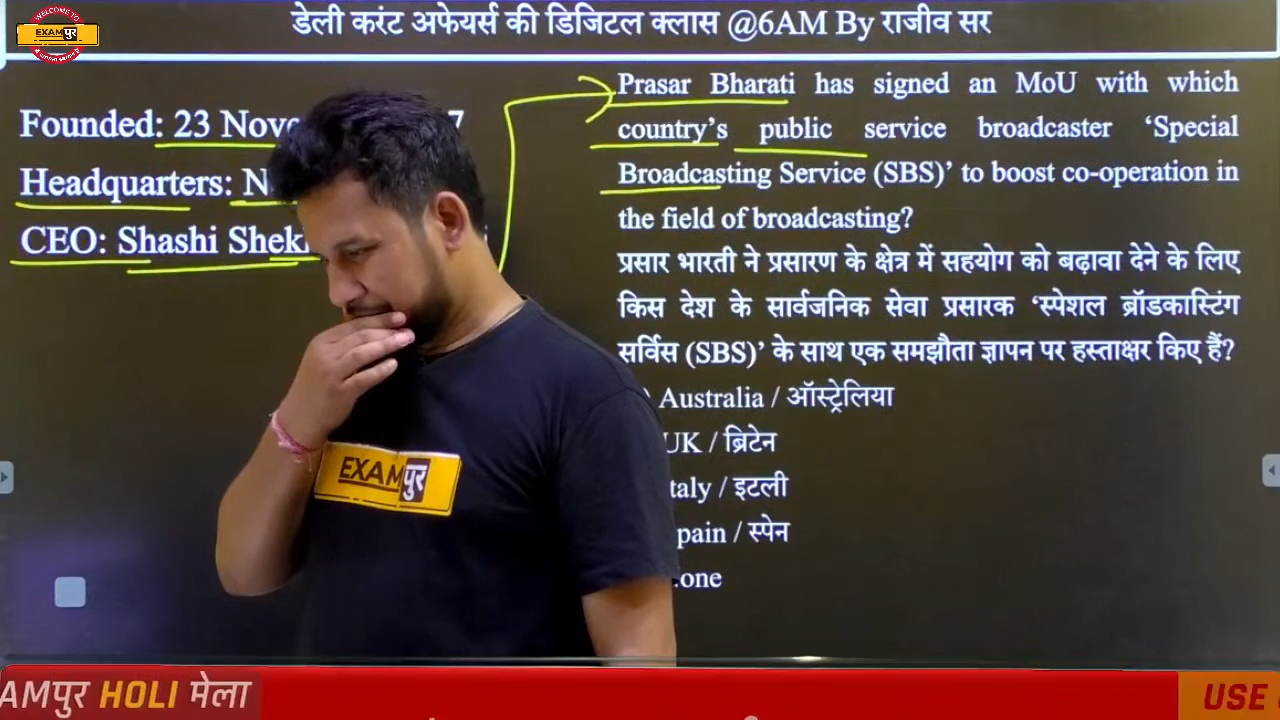 WELCOME TO
EXAMपुर
डेली करंट अफेयर्स की डिजिटल क्लास @6AM By राजीव सर
Founded: 23 7
Headquarters:
CEO: Shashi
Prasar Bharati has signed an MoU with which
country's public service broadcaster ‘Special
Broadcasting Service (SBS)’ to boost co-operation in
the field of broadcasting?
प्रसार भारती ने प्रसारण के क्षेत्र में सहयोग को बढ़ावा देने के लिए
किस देश के सार्वजनिक सेवा प्रसारक ‘स्पेशल ब्रॉडकास्टिंग
सर्विस (SBS)’ के साथ एक समझौता ज्ञापन पर हस्ताक्षर किए हैं?
Australia / ऑस्ट्रेलिया
UK / ब्रिटेन
taly / इटली
pain / स्पेन
.one
EXAMपुर
AMपुर HOLI मेला
USE